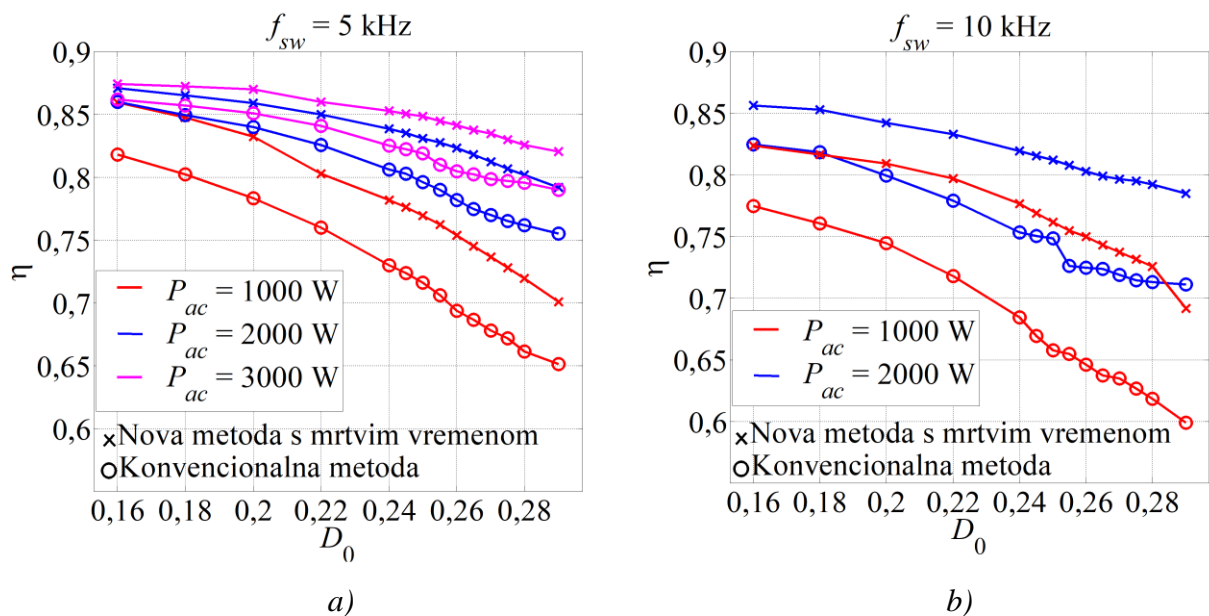 f_sw = 5 kHz
0,9
0,85
0,8
0,75
η
0,7
0,65
0,6
P_ac = 1000 W
P_ac = 2000 W
P_ac = 3000 W
×Nova metoda s mrtvim vremenom
○Konvencionalna metoda
0,16 0,18 0,2 0,22 0,24 0,26 0,28
D_0
a)
f_sw = 10 kHz
0,9
0,85
0,8
0,75
η
0,7
0,65
0,6
P_ac = 1000 W
P_ac = 2000 W
×Nova metoda s mrtvim vremenom
○Konvencionalna metoda
0,16 0,18 0,2 0,22 0,24 0,26 0,28
D_0
b)